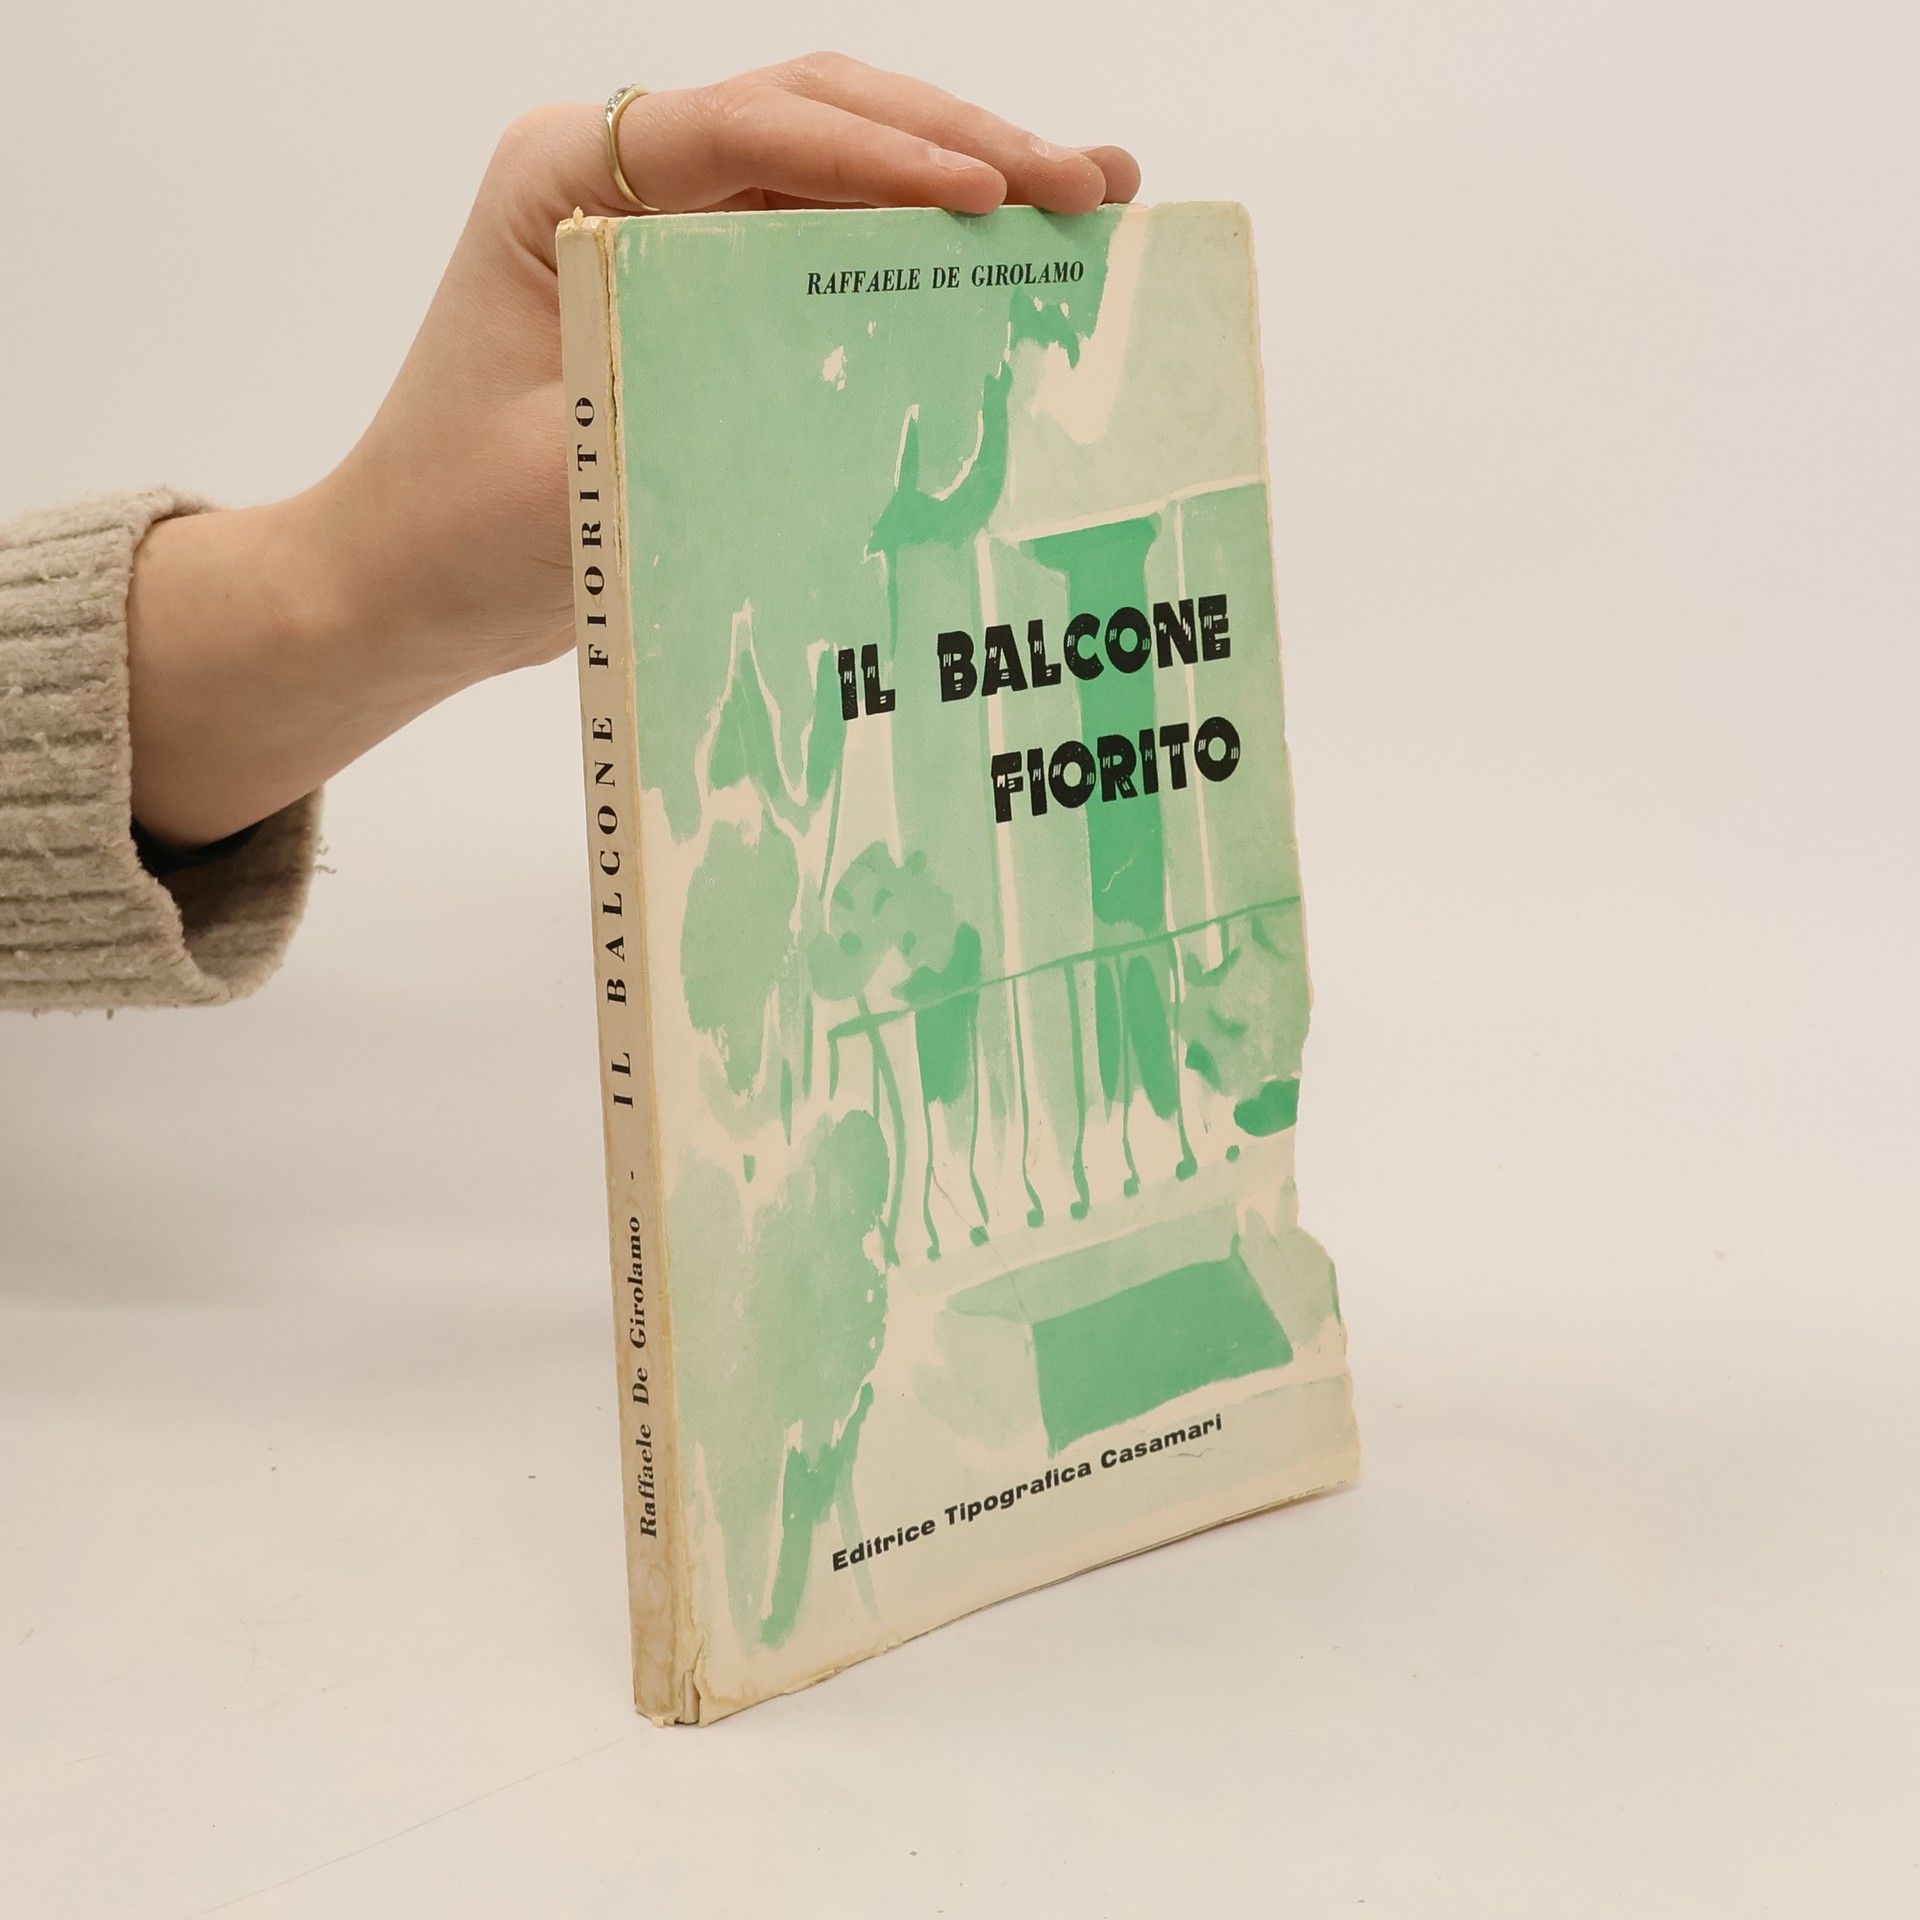 RAFFAELE DE GIROLAMO
IL BALCONE
FIORITO
Editrice Tipografica Casamari
Raffaele De Girolamo - IL BALCONE FIORITO